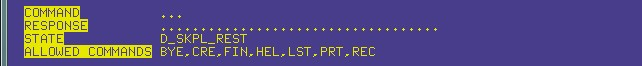 COMMAND ...
RESPONSE ...................................
STATE D_SKPL_REST
ALLOWED COMMANDS BYE,CRE,FIN,HEL,LST,PRT,REC